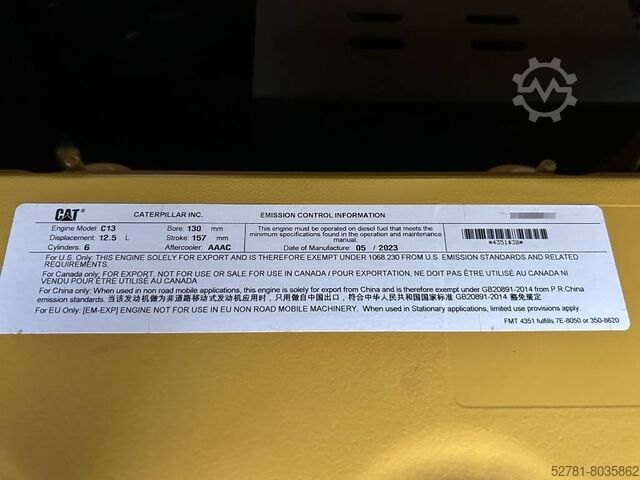 CAT® CATERPILLAR INC. EMISSION CONTROL INFORMATION
Engine Model: C13 Bore: 130 mm
Displacement: 12.5 L Stroke: 157 mm
Cylinders: 6 Aftercooler: AAAC
This engine must be operated on diesel fuel that meets the
minimum specifications found in the operation and maintenance
manual.
Date of Manufacture: 05 / 2023
*4351#38*
For U.S. Only: THIS ENGINE SOLELY FOR EXPORT AND IS THEREFORE EXEMPT UNDER 1068.230 FROM U.S. EMISSION STANDARDS AND RELATED
REQUIREMENTS.
For Canada only: FOR EXPORT, NOT FOR USE OR SALE FOR USE IN CANADA / POUR EXPORTATION, NE DOIT PAS ÊTRE UTILISÉ AU CANADA NI
VENDU POUR ÊTRE UTILISÉ AU CANADA
For China only: When used in non road mobile applications, this engine is solely for export from China and is therefore exempt under GB20891-2014 from P.R.China
emission standards. 当该发动机做为非道路移动式发动机应用时，只用做自中国出口，符合中华人民共和国国家标准 GB20891-2014 豁免规定
For EU Only: [EM-EXP] ENGINE NOT FOR USE IN EU NON ROAD MOBILE MACHINERY. When used in Stationary applications, limited use provisions apply.
FMT 4351 fulfills 7E-8050 or 350-8620
52781-8035862